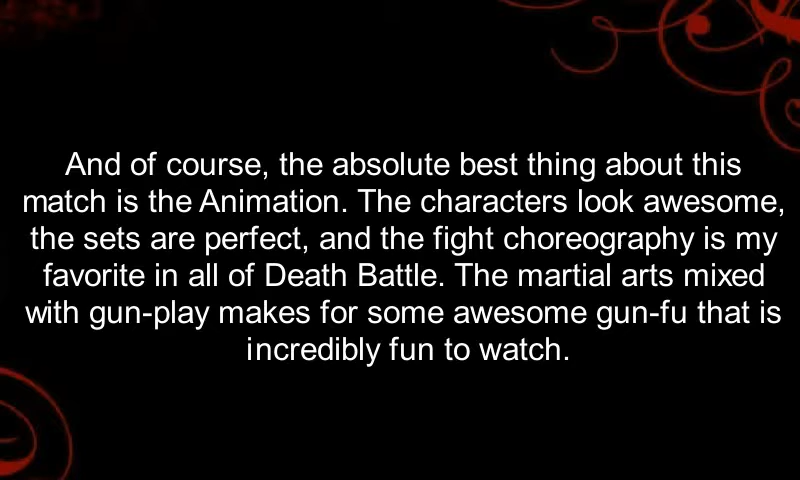 And of course, the absolute best thing about this
match is the Animation. The characters look awesome,
the sets are perfect, and the fight choreography is my
favorite in all of Death Battle. The martial arts mixed
with gun-play makes for some awesome gun-fu that is
incredibly fun to watch.